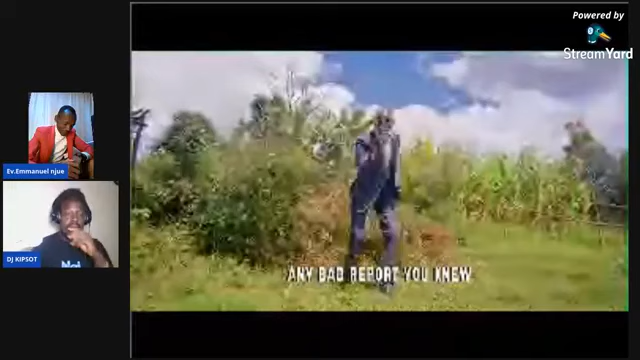 Powered by
StreamYard
Ev.Emmanuel njue
DJ KIPSOT
ANY BAD REPORT YOU KNEW